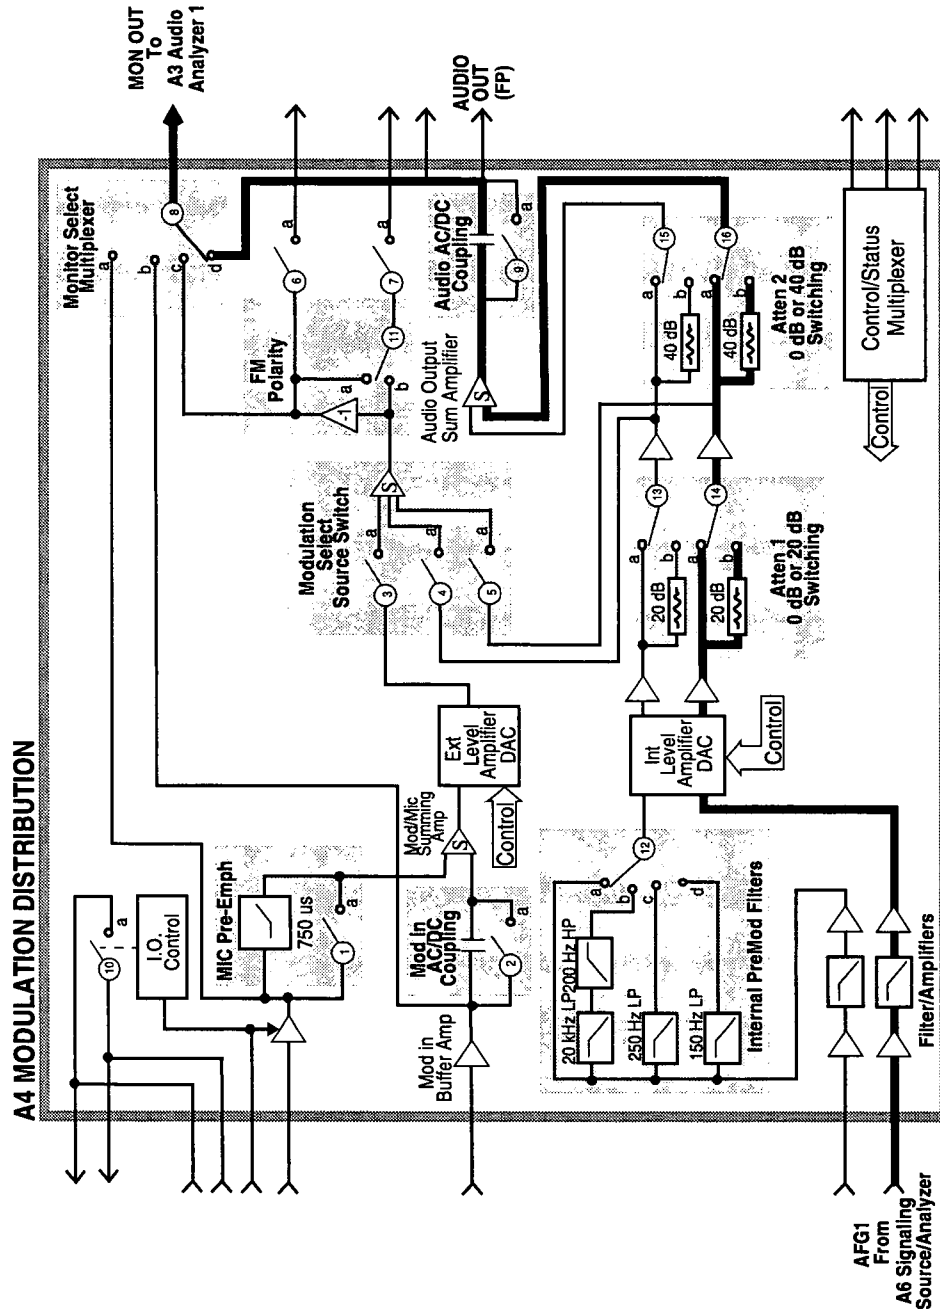 A4 MODULATION DISTRIBUTION
MON OUT
To
A3 Audio
Analyzer 1
AUDIO
OUT
(FP)
Monitor Select
Multiplexer
8
a
b
c
d
6
a
7
a
11
a
b
FM
Polarity
-1
Audio AC/DC
Coupling
9
a
Audio Output
Sum Amplifier
S
Modulation
Select
Source Switch
S
3
a
4
a
5
a
15
a
b
40 dB
16
a
b
40 dB
Atten 2
0 dB or 40 dB
Switching
Control/Status
Multiplexer
Control
13
a
b
20 dB
14
a
b
20 dB
Atten 1
0 dB or 20 dB
Switching
Ext
Level
Amplifier
DAC
Control
Int
Level
Amplifier
DAC
Control
10
a
I.O.
Control
MIC Pre-Emph
750 us
1
a
Mod/Mic
Summing
Amp
S
Mod in
AC/DC
Coupling
2
a
Mod in
Buffer Amp
12
a
b
c
d
20 kHz LP
200 Hz HP
250 Hz LP
150 Hz LP
Internal PreMod Filters
Filter/Amplifiers
AFG1
From
A6 Signaling
Source/Analyzer